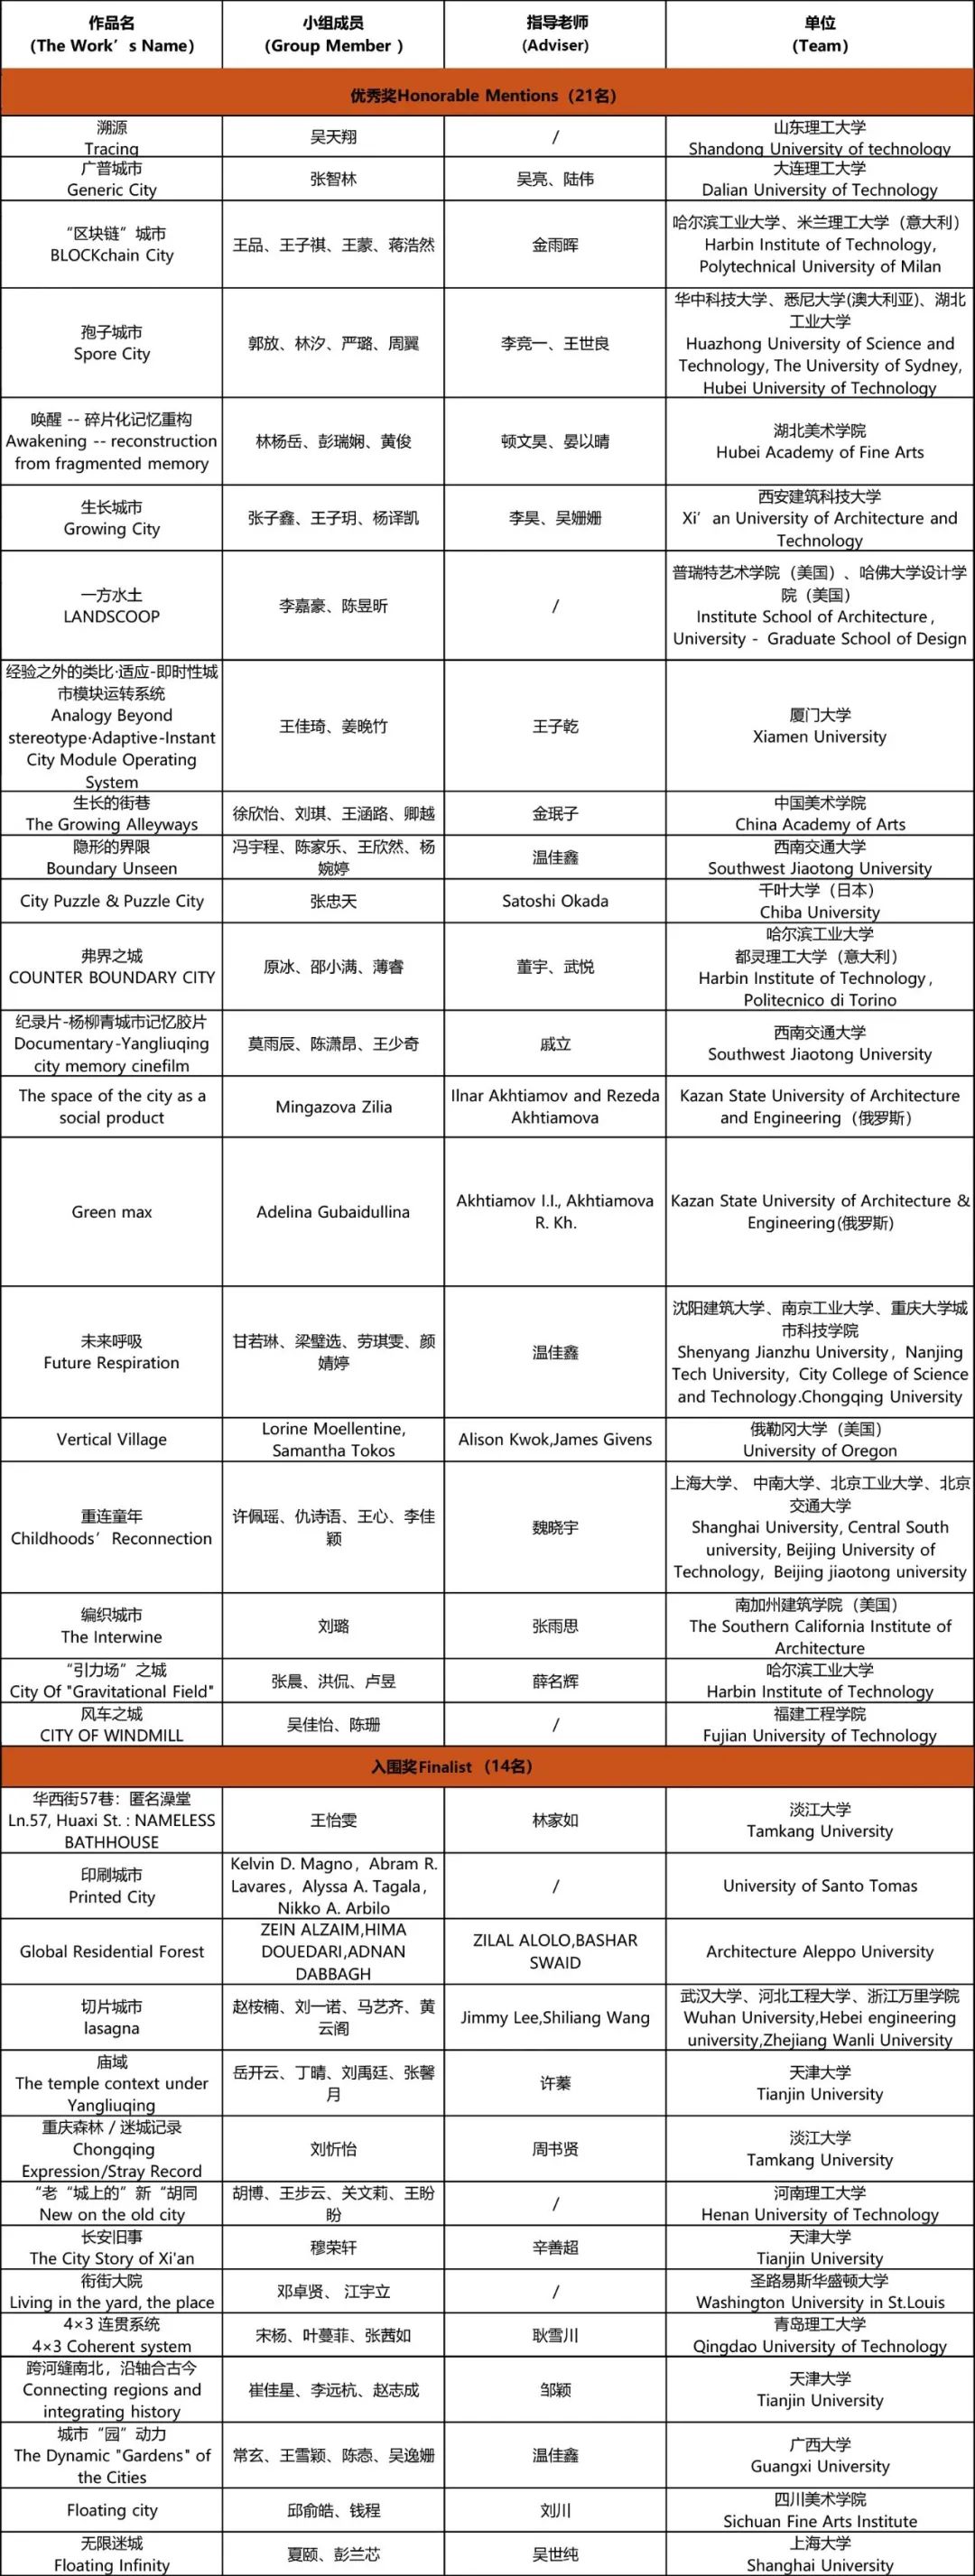 作品名
(The Work’s Name)
小组成员
(Group Member )
指导老师
(Adviser)
单位
(Team)
优秀奖Honorable Mentions（21名）
溯源
Tracing
吴天翔
/
山东理工大学
Shandong University of technology
广普城市
Generic City
张智林
吴亮、陆伟
大连理工大学
Dalian University of Technology
“区块链”城市
BLOCKchain City
王品、王子祺、王蒙、蒋浩然
金雨晖
哈尔滨工业大学、米兰理工大学（意大利）
Harbin Institute of Technology,
Polytechnical University of Milan
孢子城市
Spore City
郭放、林汐、严璐、周翼
李竞一、王世良
华中科技大学、悉尼大学(澳大利亚)、湖北
工业大学
Huazhong University of Science and
Technology, The University of Sydney,
Hubei University of Technology
唤醒 -- 碎片化记忆重构
Awakening -- reconstruction
from fragmented memory
林杨岳、彭瑞娴、黄俊
顿文昊、晏以晴
湖北美术学院
Hubei Academy of Fine Arts
生长城市
Growing City
张子鑫、王子玥、杨译凯
李昊、吴姗姗
西安建筑科技大学
Xi’an University of Architecture and
Technology
一方水土
LANDSCOOP
李嘉豪、陈昱昕
/
普瑞特艺术学院（美国）、哈佛大学设计学
院（美国）
Institute School of Architecture,
University - Graduate School of Design
经验之外的类比·适应-即时性城
市模块运转系统
Analogy Beyond
stereotype·Adaptive-Instant
City Module Operating
System
王佳琦、姜晚竹
王子乾
厦门大学
Xiamen University
生长的街巷
The Growing Alleyways
徐欣怡、刘琪、王涵路、卿越
金珉子
中国美术学院
China Academy of Arts
隐形的界限
Boundary Unseen
冯宇程、陈家乐、王欣然、杨
婉婷
温佳鑫
西南交通大学
Southwest Jiaotong University
City Puzzle & Puzzle City
张忠天
Satoshi Okada
千叶大学（日本）
Chiba University
弗界之城
COUNTER BOUNDARY CITY
原冰、邵小满、薄睿
董宇、武悦
哈尔滨工业大学
都灵理工大学（意大利）
Harbin Institute of Technology,
Politecnico di Torino
纪录片-杨柳青城市记忆胶片
Documentary-Yangliuqing
city memory cinefilm
莫雨辰、陈潇昂、王少奇
戚立
西南交通大学
Southwest Jiaotong University
The space of the city as a
social product
Mingazova Zilia
Ilnar Akhtiamov and Rezeda
Akhtiamova
Kazan State University of Architecture
and Engineering（俄罗斯）
Green max
Adelina Gubaidullina
Akhtiamov I.I., Akhtiamova
R. Kh.
Kazan State University of Architecture &
Engineering(俄罗斯)
未来呼吸
Future Respiration
甘若琳、梁璧选、劳琪雯、颜
婧婷
温佳鑫
沈阳建筑大学、南京工业大学、重庆大学城
市科技学院
Shenyang Jianzhu University, Nanjing
Tech University, City College of Science
and Technology.Chongqing University
Vertical Village
Lorine Moellentine,
Samantha Tokos
Alison Kwok,James Givens
俄勒冈大学（美国）
University of Oregon
重连童年
Childhoods’ Reconnection
许佩瑶、仇诗语、王心、李佳
颖
魏晓宇
上海大学、 中南大学、北京工业大学、北京
交通大学
Shanghai University, Central South
university, Beijing University of
Technology, Beijing jiaotong university
编织城市
The Interwine
刘璐
张雨思
南加州建筑学院（美国）
The Southern California Institute of
Architecture
“引力场”之城
City Of "Gravitational Field"
张晨、洪侃、卢昱
薛名辉
哈尔滨工业大学
Harbin Institute of Technology
风车之城
CITY OF WINDMILL
吴佳怡、陈珊
/
福建工程学院
Fujian University of Technology
入围奖Finalist （14名）
华西街57巷：匿名澡堂
Ln.57, Huaxi St. : NAMELESS
BATHHOUSE
王怡雯
林家如
淡江大学
Tamkang University
印刷城市
Printed City
Kelvin D. Magno, Abram R.
Lavares, Alyssa A. Tagala,
Nikko A. Arbilo
/
University of Santo Tomas
Global Residential Forest
ZEIN ALZAIM,HIMA
DOUEDARI,ADNAN
DABBAGH
ZILAL ALOLO,BASHAR
SWAID
Architecture Aleppo University
切片城市
lasagna
赵桉楠、刘一诺、马艺齐、黄
云阁
Jimmy Lee,Shiliang Wang
武汉大学、河北工程大学、浙江万里学院
Wuhan University,Hebei engineering
university,Zhejiang Wanli University
庙域
The temple context under
Yangliuqing
岳开云、丁晴、刘禹廷、张馨
月
许蓁
天津大学
Tianjin University
重庆森林 / 迷城记录
Chongqing
Expression/Stray Record
刘忻怡
周书贤
淡江大学
Tamkang University
“老“城上的”新“胡同
New on the old city
胡博、王步云、关文莉、王盼
盼
/
河南理工大学
Henan University of Technology
长安旧事
The City Story of Xi'an
穆荣轩
辛善超
天津大学
Tianjin University
衔街大院
Living in the yard, the place
邓卓贤、 江宇立
/
圣路易斯华盛顿大学
Washington University in St.Louis
4×3 连贯系统
4×3 Coherent system
宋杨、叶蔓菲、张茜如
耿雪川
青岛理工大学
Qingdao University of Technology
跨河缝南北，沿轴合古今
Connecting regions and
integrating history
崔佳星、李远杭、赵志成
邹颖
天津大学
Tianjin University
城市“园”动力
The Dynamic "Gardens" of
the Cities
常玄、王雪颖、陈悫、吴逸姗
温佳鑫
广西大学
Guangxi University
Floating city
邱俞皓、钱程
刘川
四川美术学院
Sichuan Fine Arts Institute
无限迷城
Floating Infinity
夏颐、彭兰芯
吴世纯
上海大学
Shanghai University